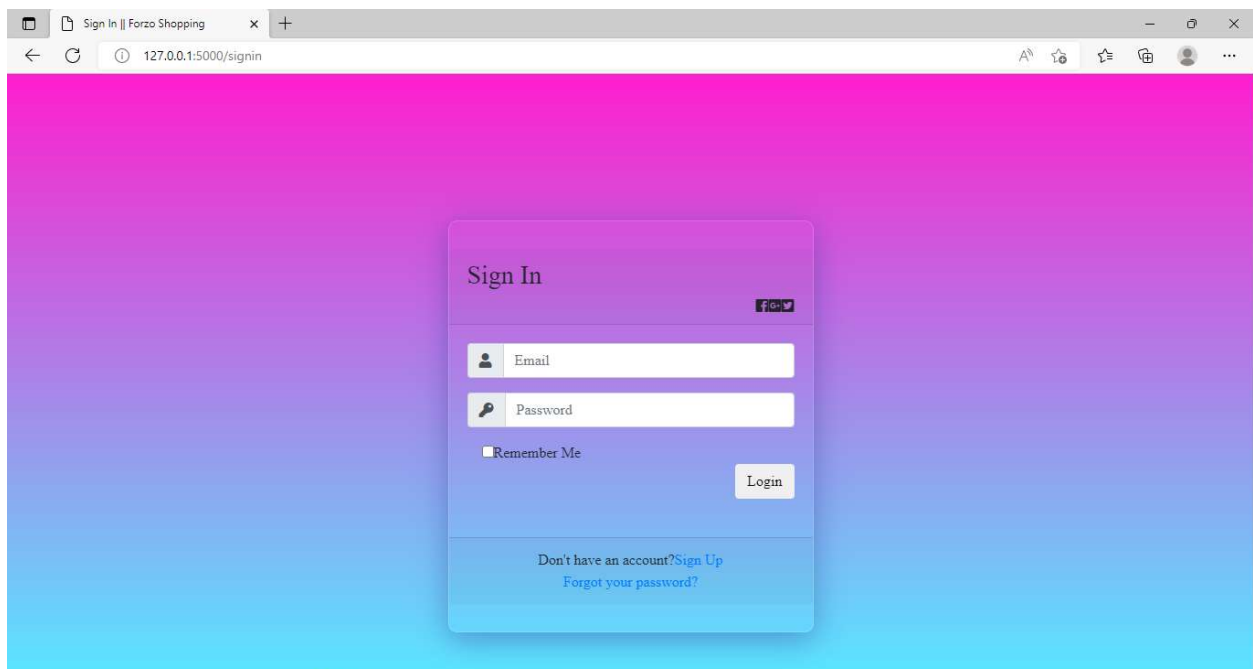 Sign In || Forzo Shopping
127.0.0.1:5000/signin
Sign In
Email
Password
Remember Me
Login
Don't have an account?Sign Up
Forgot your password?